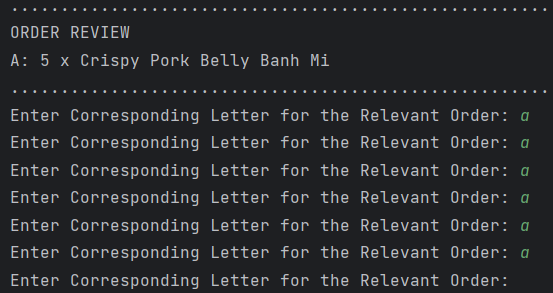 ......................................................
ORDER REVIEW
A: 5 x Crispy Pork Belly Banh Mi
......................................................
Enter Corresponding Letter for the Relevant Order: a
Enter Corresponding Letter for the Relevant Order: a
Enter Corresponding Letter for the Relevant Order: a
Enter Corresponding Letter for the Relevant Order: a
Enter Corresponding Letter for the Relevant Order: a
Enter Corresponding Letter for the Relevant Order: a
Enter Corresponding Letter for the Relevant Order: